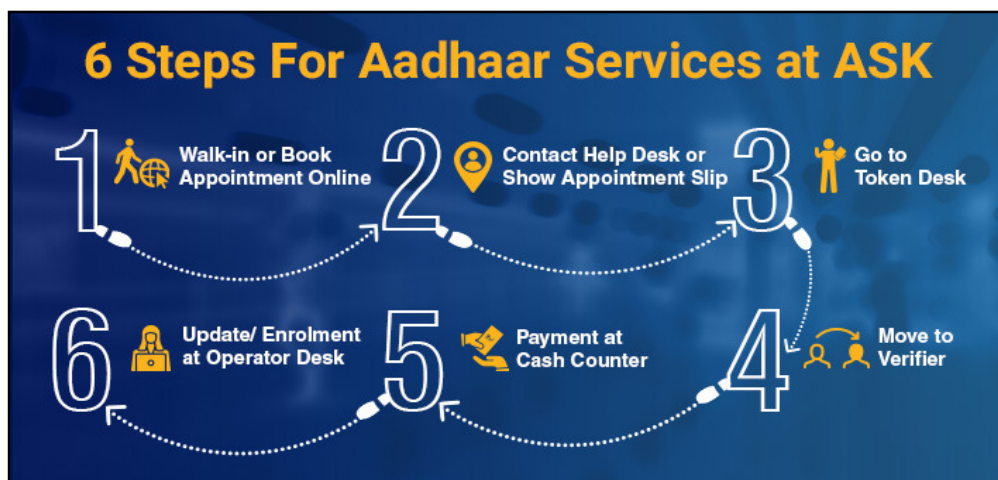 6 Steps For Aadhaar Services at ASK
1
Walk-in or Book
Appointment Online
2
Contact Help Desk or
Show Appointment Slip
3
Go to
Token Desk
4
Move to
Verifier
5
Payment at
Cash Counter
6
Update/ Enrolment
at Operator Desk